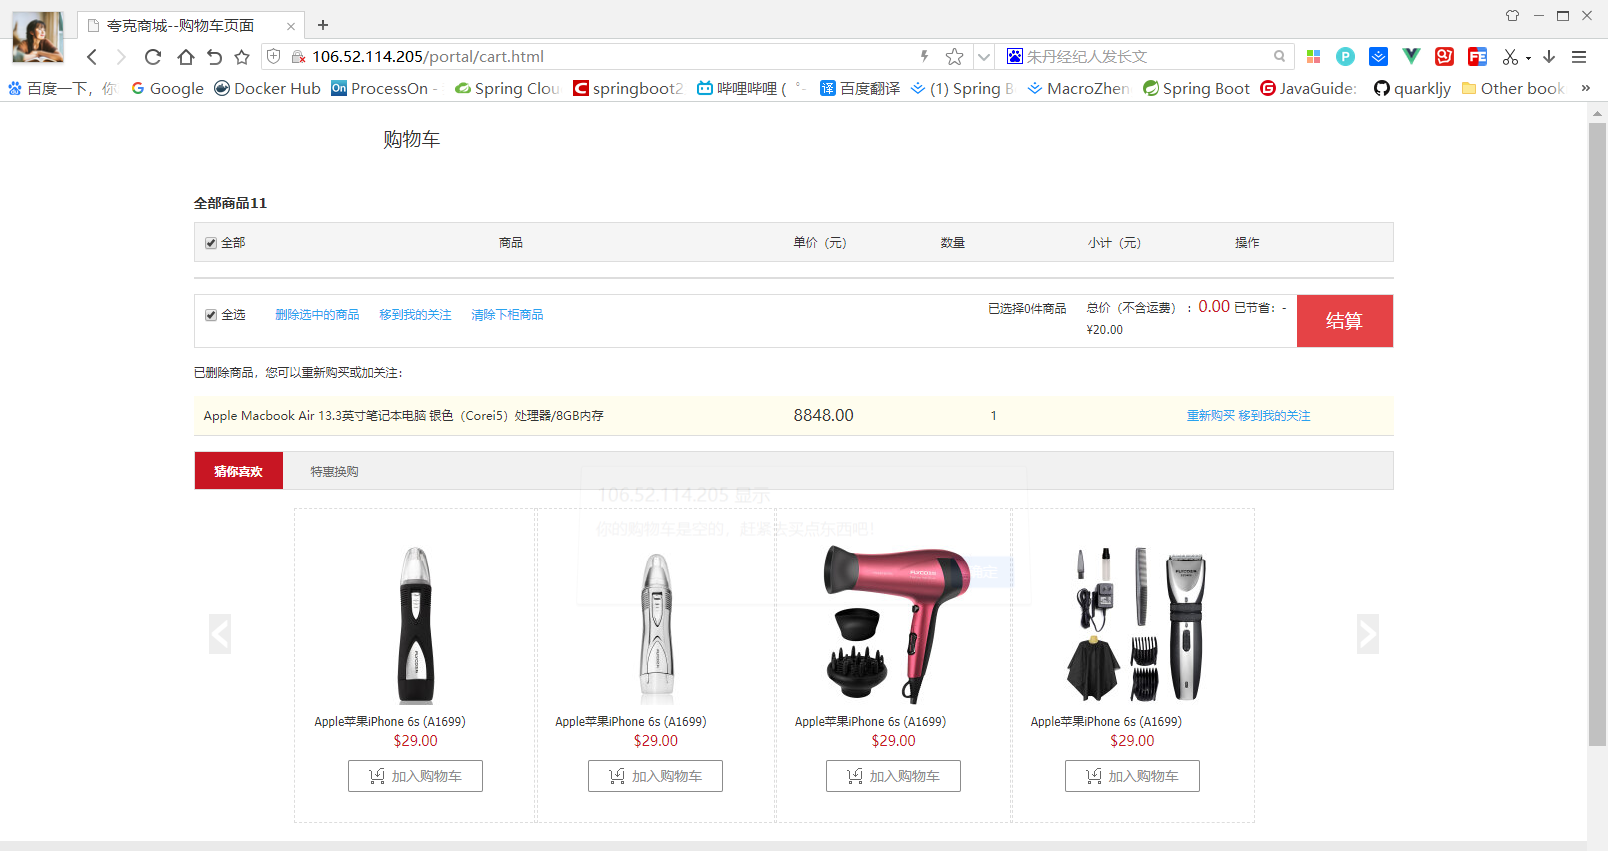 夸克商城--购物车页面
106.52.114.205/portal/cart.html
朱丹经纪人发长文
百度一下，你
Google
Docker Hub
ProcessOn -
Spring Clou
springboot2
哔哩哔哩 ( ゜-
百度翻译
(1) Spring B
MacroZhen
Spring Boot
JavaGuide:
quarkljy
Other book
购物车
全部商品11
全部 商品 单价（元） 数量 小计（元） 操作
全选 删除选中的商品 移到我的关注 清除下柜商品 已选择0件商品 总价（不含运费）：0.00 已节省：-
¥20.00
结算
已删除商品，您可以重新购买或加关注：
Apple Macbook Air 13.3英寸笔记本电脑 银色（Corei5）处理器/8GB内存 8848.00 1 重新购买 移到我的关注
猜你喜欢 特惠换购
106.52.114.205 显示
你的购物车是空的，赶紧去买点东西吧！
Apple苹果iPhone 6s (A1699)
$29.00
加入购物车
Apple苹果iPhone 6s (A1699)
$29.00
加入购物车
Apple苹果iPhone 6s (A1699)
$29.00
加入购物车
Apple苹果iPhone 6s (A1699)
$29.00
加入购物车